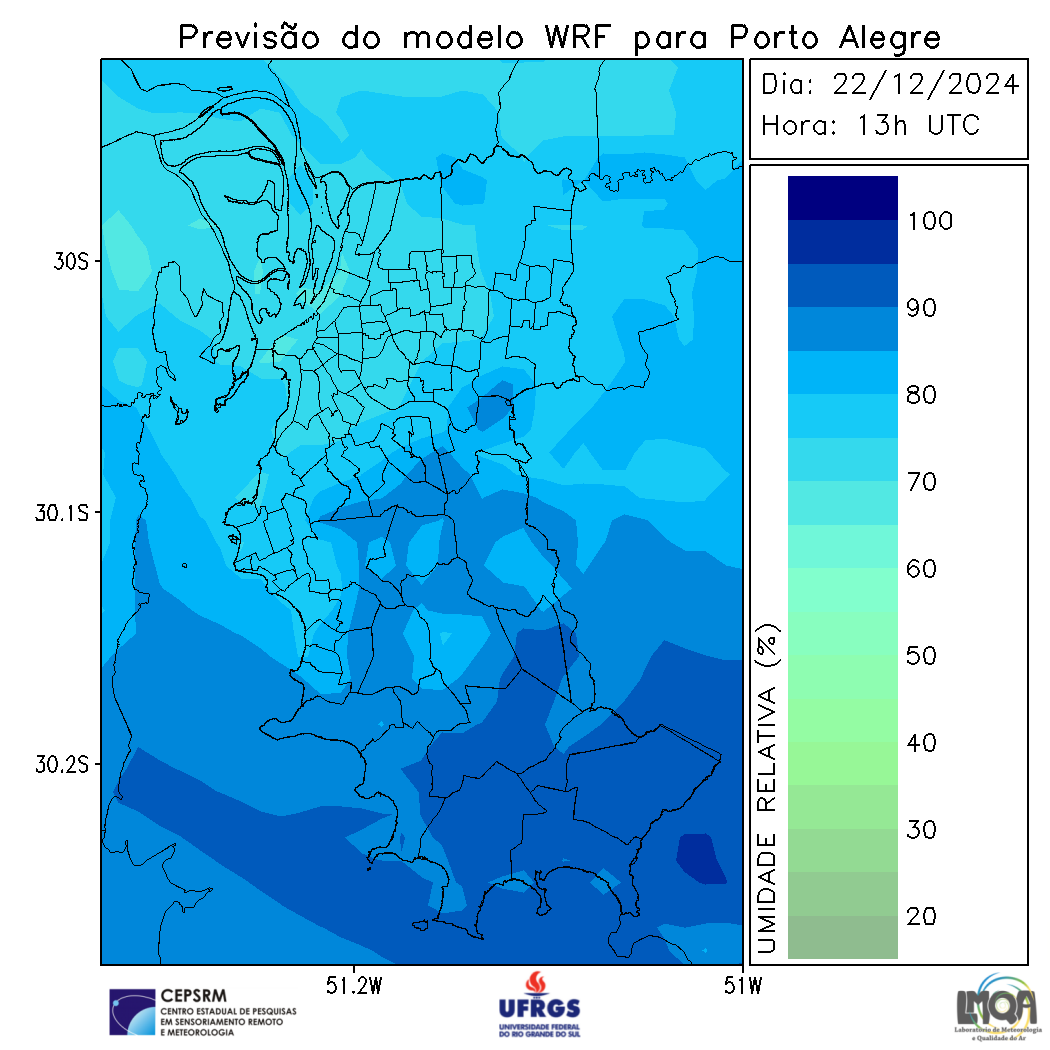 Previsão do modelo WRF para Porto Alegre
Dia: 22/12/2024
Hora: 13h UTC
30S
30.1S
30.2S
51.2W
51W
UMIDADE RELATIVA (%)
100
90
80
70
60
50
40
30
20
CEPSRM
CENTRO ESTADUAL DE PESQUISAS
EM SENSORIAMENTO REMOTO
E METEOROLOGIA
UFRGS
UNIVERSIDADE FEDERAL
DO RIO GRANDE DO SUL
LMQA
Laboratório de Meteorologia
e Qualidade do Ar